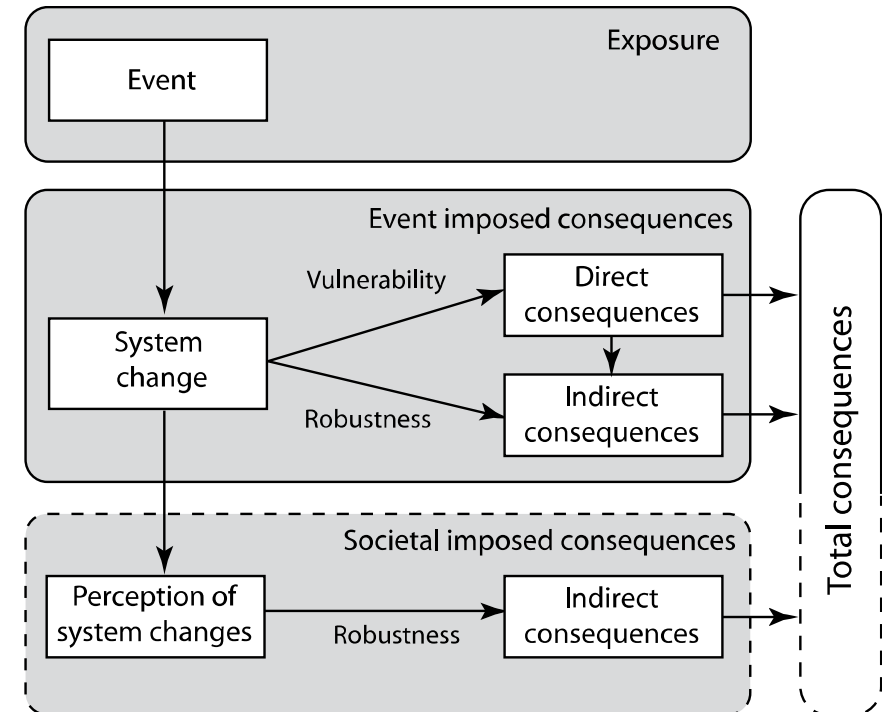 Exposure
Event
Event imposed consequences
Vulnerability
Direct
consequences
System
change
Robustness
Indirect
consequences
Societal imposed consequences
Perception of
system changes
Robustness
Indirect
consequences
Total consequences